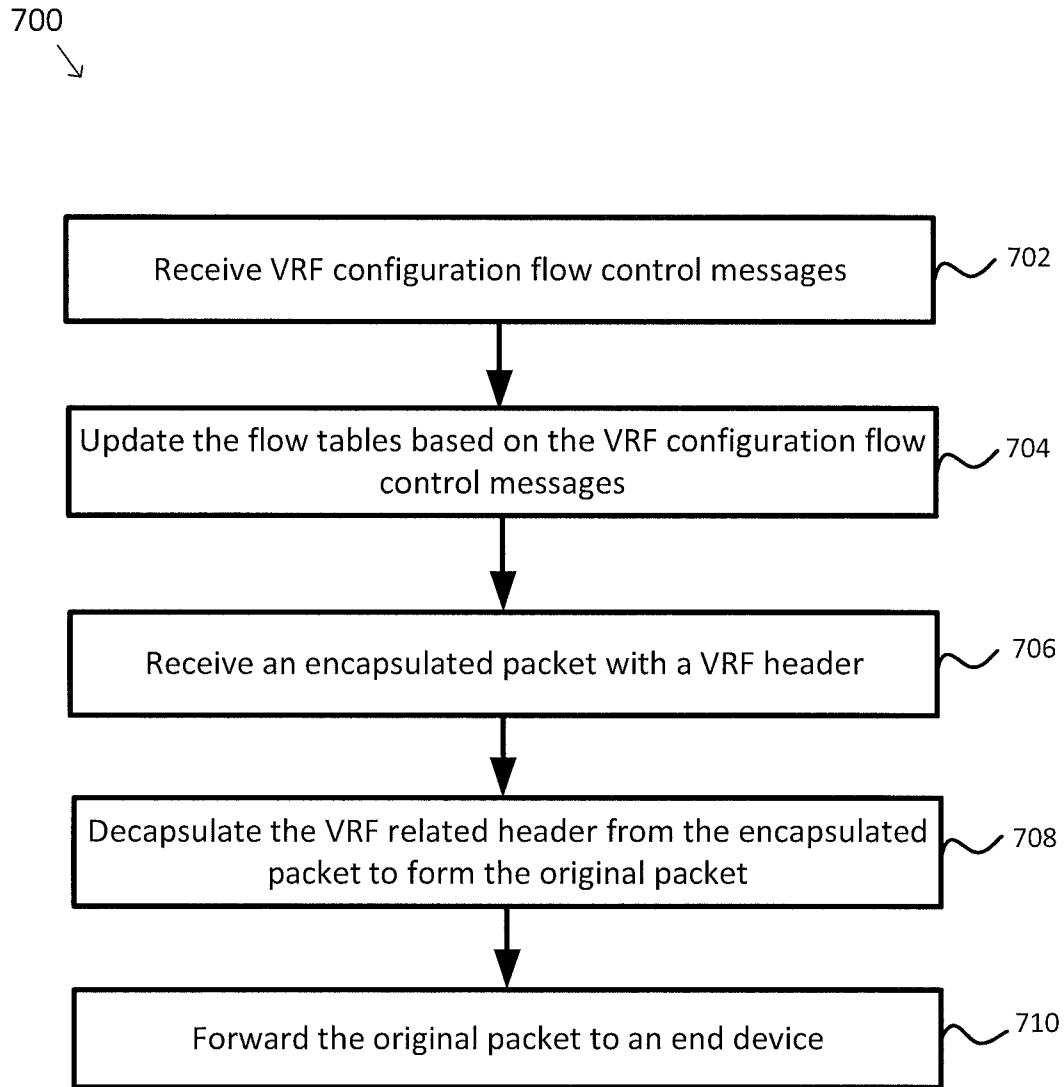 700
Receive VRF configuration flow control messages
702
Update the flow tables based on the VRF configuration flow
control messages
704
Receive an encapsulated packet with a VRF header
706
Decapsulate the VRF related header from the encapsulated
packet to form the original packet
708
Forward the original packet to an end device
710